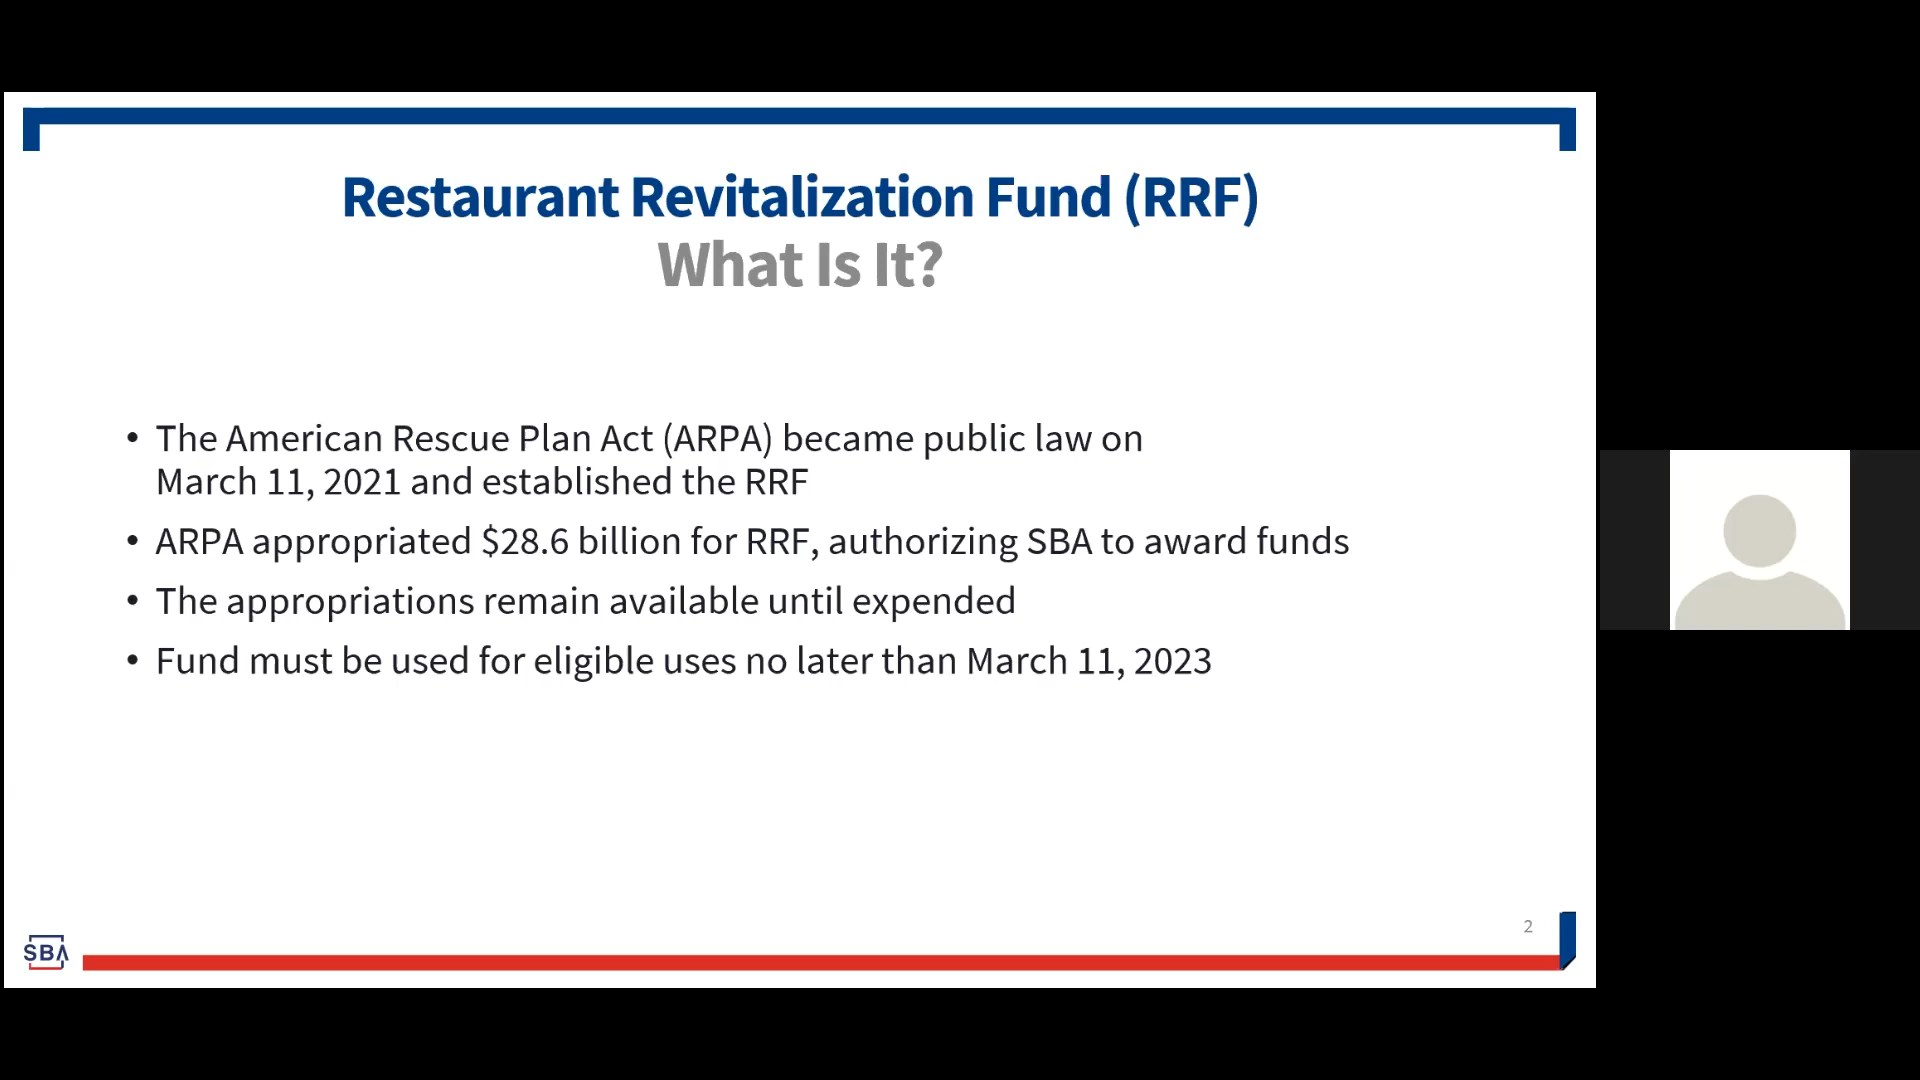 Restaurant Revitalization Fund (RRF)
What Is It?
• The American Rescue Plan Act (ARPA) became public law on
March 11, 2021 and established the RRF
• ARPA appropriated $28.6 billion for RRF, authorizing SBA to award funds
• The appropriations remain available until expended
• Fund must be used for eligible uses no later than March 11, 2023
2
SBA